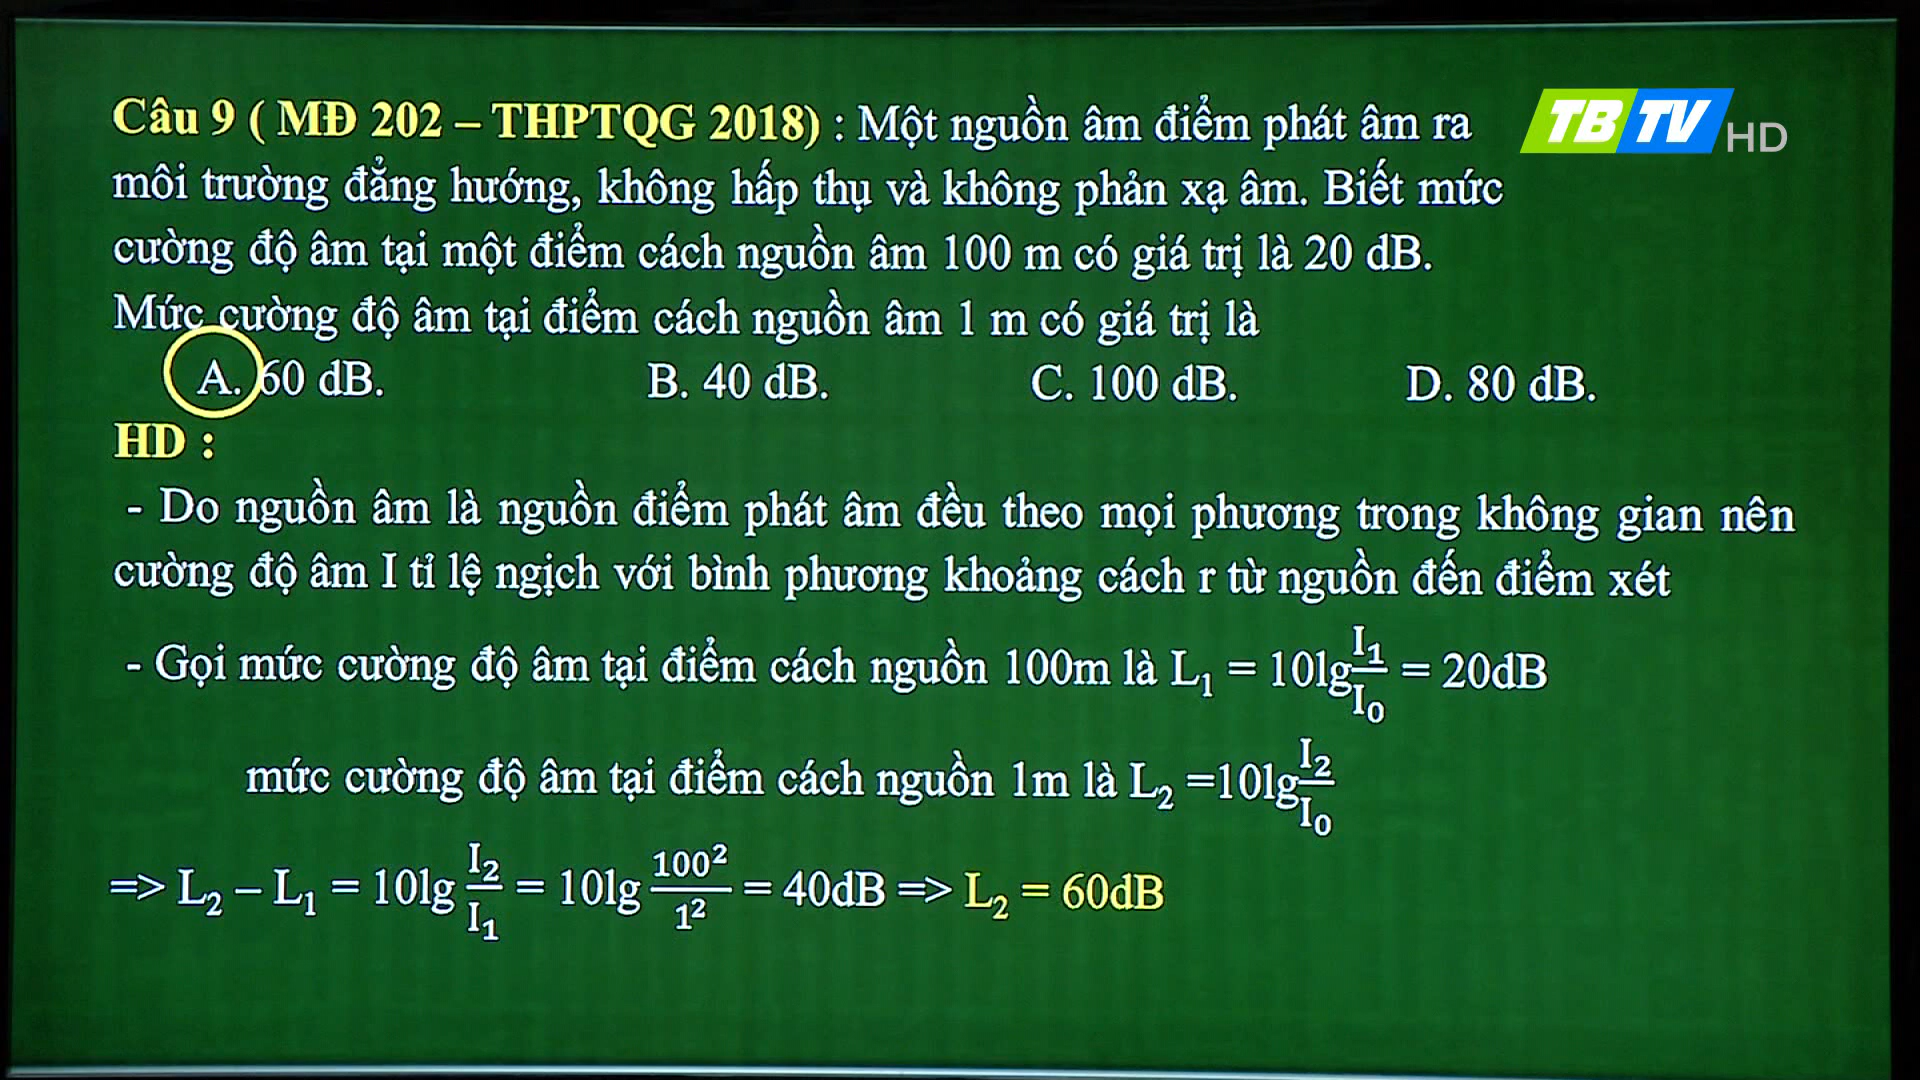 Câu 9 ( MĐ 202 – THPTQG 2018) : Một nguồn âm điểm phát âm ra
TBTV HD
môi trường đẳng hướng, không hấp thụ và không phản xạ âm. Biết mức
cường độ âm tại một điểm cách nguồn âm 100 m có giá trị là 20 dB.
Mức cường độ âm tại điểm cách nguồn âm 1 m có giá trị là
A. 60 dB. B. 40 dB. C. 100 dB. D. 80 dB.
HD :
- Do nguồn âm là nguồn điểm phát âm đều theo mọi phương trong không gian nên
cường độ âm I tỉ lệ ngịch với bình phương khoảng cách r từ nguồn đến điểm xét
- Gọi mức cường độ âm tại điểm cách nguồn 100m là L₁ = 10lg I₁/I₀ = 20dB
mức cường độ âm tại điểm cách nguồn 1m là L₂ =10lg I₂/I₀
=> L₂ – L₁ = 10lg I₂/I₁ = 10lg 100²/1² = 40dB => L₂ = 60dB